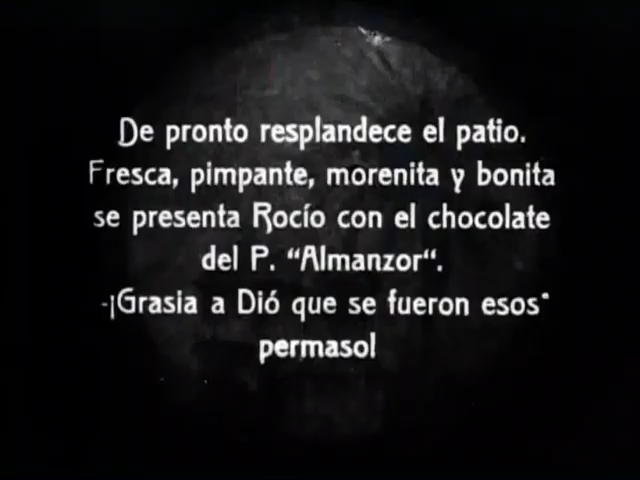 De pronto resplandece el patio.
Fresca, pimpante, morenita y bonita
se presenta Rocío con el chocolate
del P. “Almanzor“.
-¡Grasia a Dió que se fueron esos
permaso!